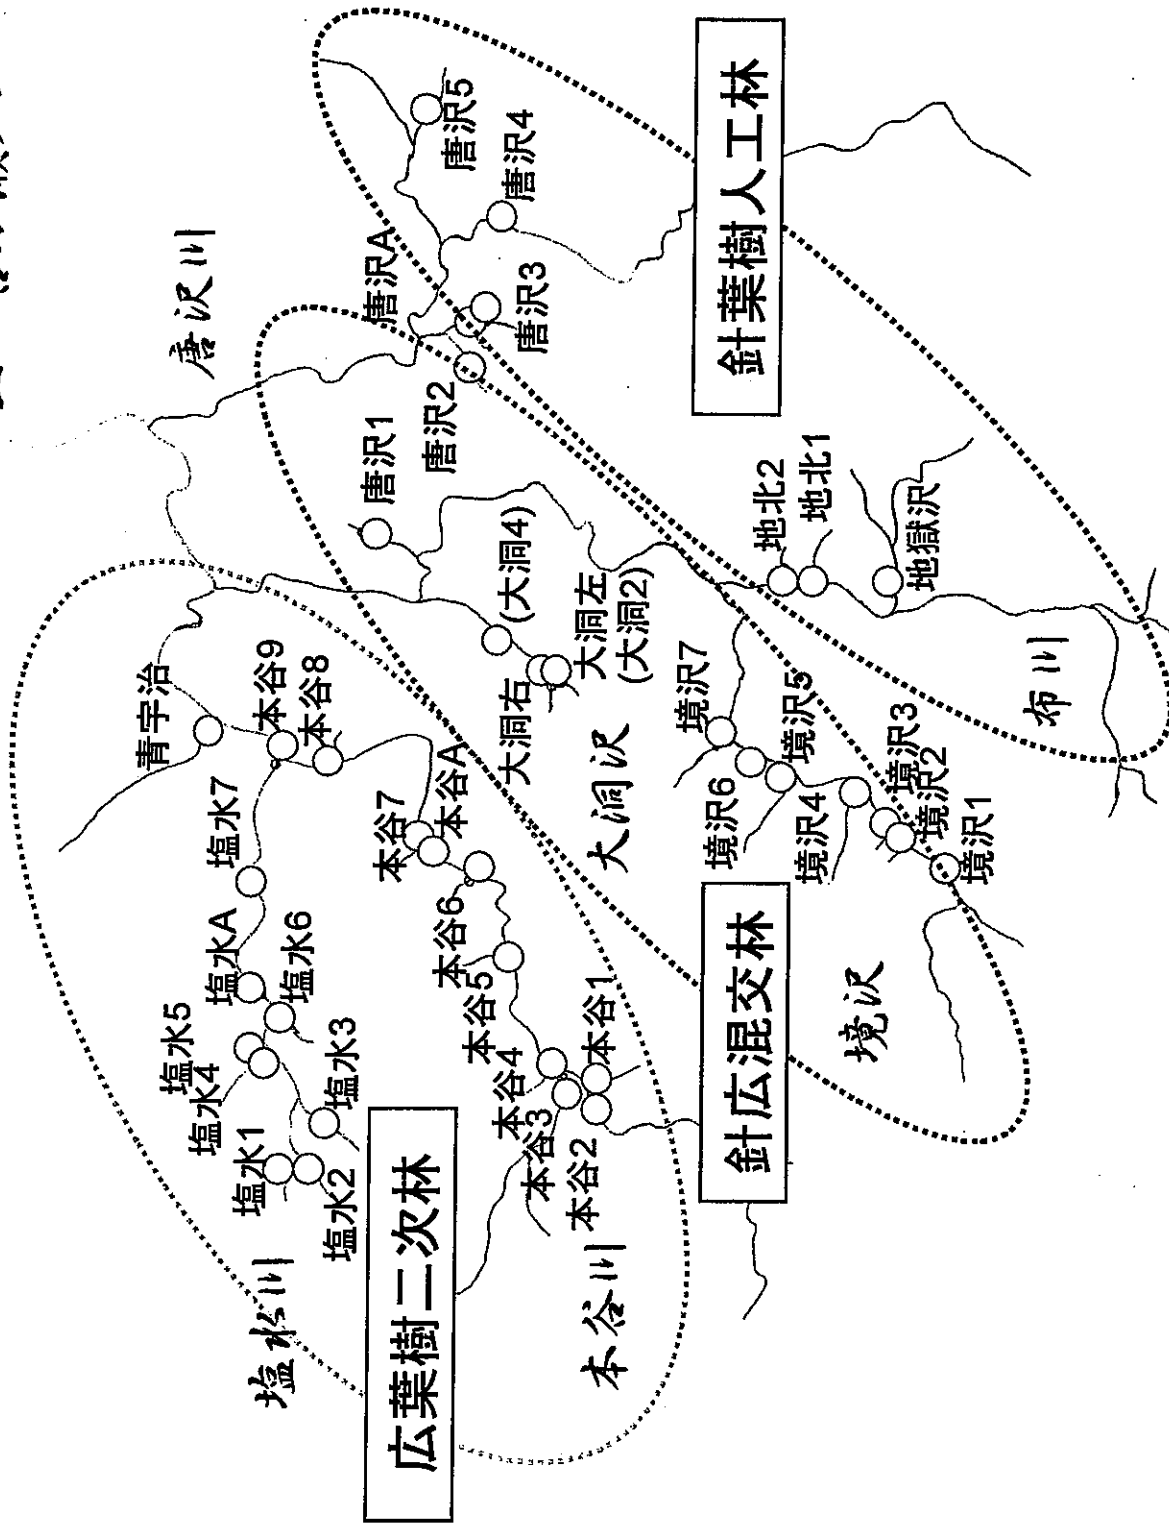 唐沢川
針葉樹人工林
唐沢5
唐沢4
唐沢A
唐沢3
唐沢2
唐沢1
地北2
地北1
地獄沢
布川
(大洞4)
大洞左
(大洞2)
大洞右
大洞沢
境沢7
境沢6
境沢5
境沢4
境沢3
境沢2
境沢1
境沢
針広混交林
青宇治
本谷9
本谷8
本谷A
本谷7
本谷6
本谷5
本谷4
本谷3
本谷2
本谷1
本谷川
塩水7
塩水A
塩水6
塩水5
塩水4
塩水3
塩水1
塩水2
塩水川
広葉樹二次林